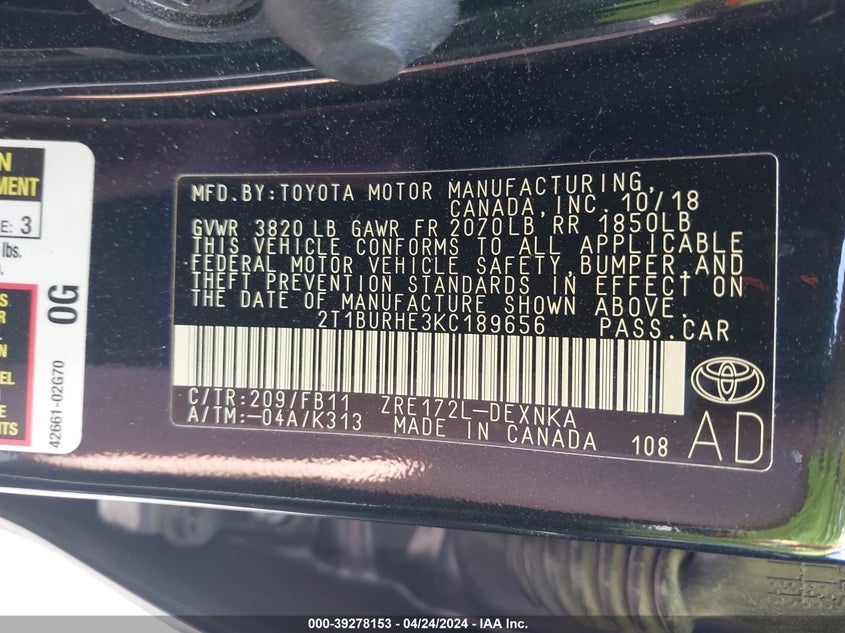 MFD.BY:TOYOTA MOTOR MANUFACTURING,
CANADA,INC. 10/18
GVWR 3820 LB GAWR FR 2070LB RR 1850LB
THIS VEHICLE CONFORMS TO ALL APPLICABLE
FEDERAL MOTOR VEHICLE SAFETY,BUMPER,AND
THEFT PREVENTION STANDARDS IN EFFECT ON
THE DATE OF MANUFACTURE SHOWN ABOVE.
2T1BURHE3KC189656 PASS.CAR
C/TR:209/FB11 ZRE172L-DEXNKA
A/TM:-04A/K313 MADE IN CANADA 108
AD
E: 3
lbs.
0G
42661-02G70
000-39278153 - 04/24/2024 - IAA Inc.